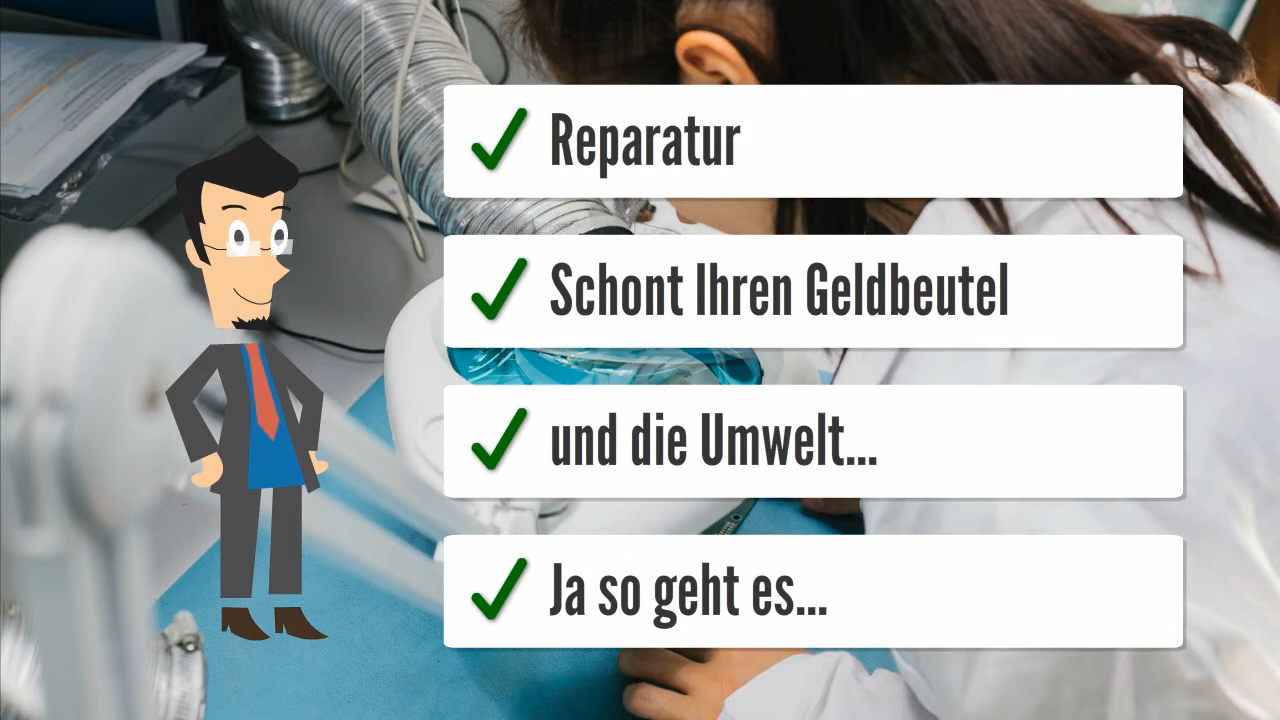 Reparatur
Schont Ihren Geldbeutel
und die Umwelt...
Ja so geht es...